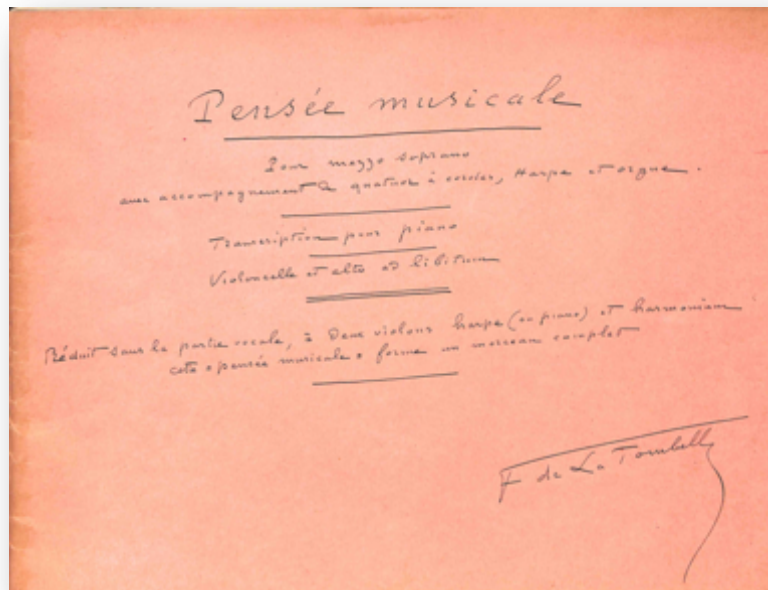 Pensée musicale
Pour mezzo soprano
avec accompagnement de quatuor à cordes, Harpe et orgue.
Transcription pour piano
Violoncelle et alto ad libitum
Réduit sans la partie vocale, à deux violons harpe (ou piano) et harmonium
cette « pensée musicale » forme un morceau complet
F de La Tombelle